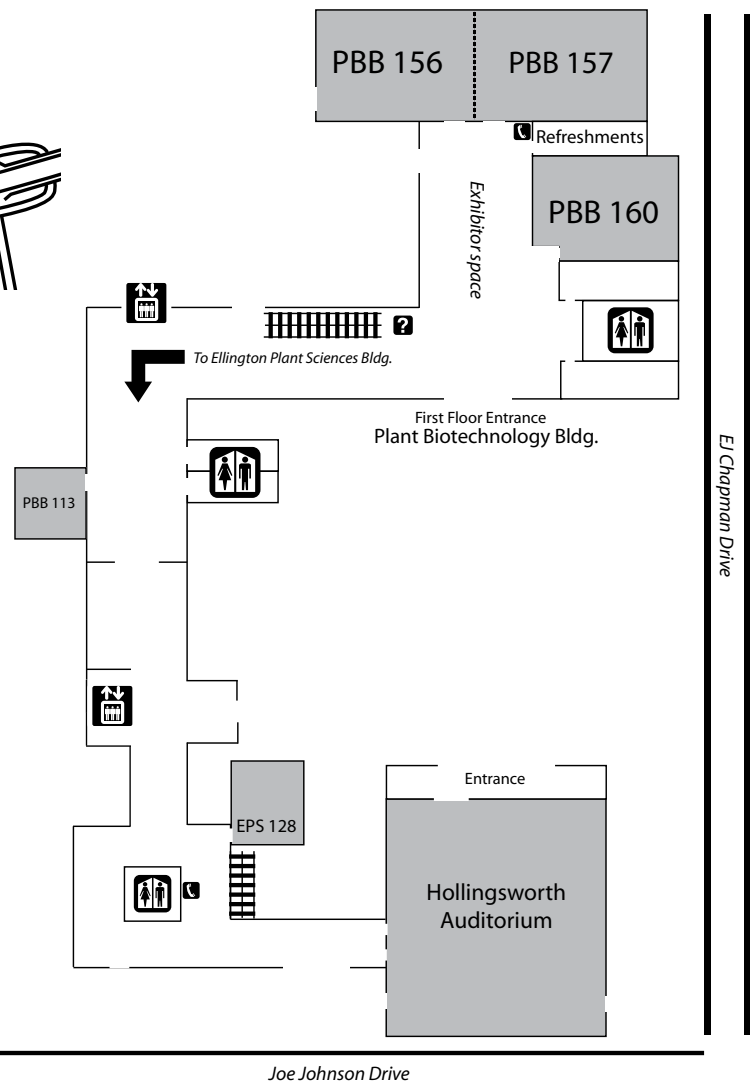 PBB 156
PBB 157
Refreshments
PBB 160
Exhibitor space
?
To Ellington Plant Sciences Bldg.
First Floor Entrance
Plant Biotechnology Bldg.
EJ Chapman Drive
PBB 113
Entrance
EPS 128
Hollingsworth
Auditorium
Joe Johnson Drive